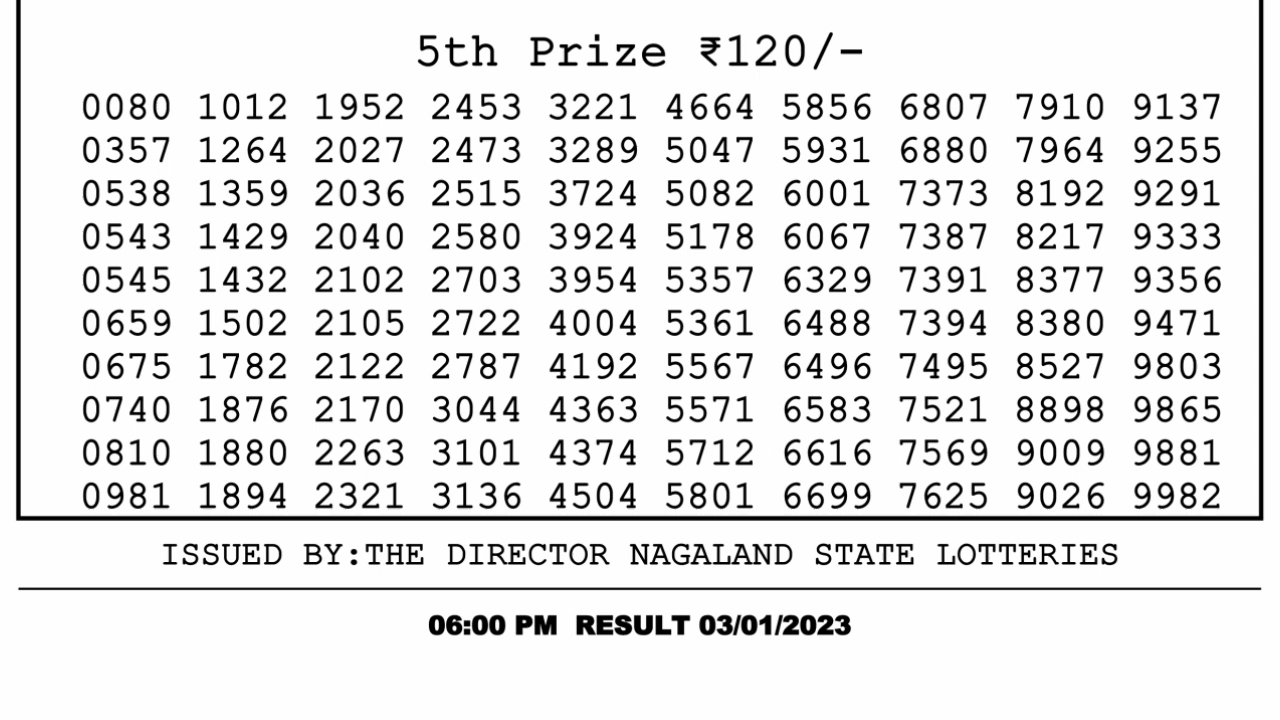 5th Prize ₹120/-
0080 1012 1952 2453 3221 4664 5856 6807 7910 9137
0357 1264 2027 2473 3289 5047 5931 6880 7964 9255
0538 1359 2036 2515 3724 5082 6001 7373 8192 9291
0543 1429 2040 2580 3924 5178 6067 7387 8217 9333
0545 1432 2102 2703 3954 5357 6329 7391 8377 9356
0659 1502 2105 2722 4004 5361 6488 7394 8380 9471
0675 1782 2122 2787 4192 5567 6496 7495 8527 9803
0740 1876 2170 3044 4363 5571 6583 7521 8898 9865
0810 1880 2263 3101 4374 5712 6616 7569 9009 9881
0981 1894 2321 3136 4504 5801 6699 7625 9026 9982
ISSUED BY:THE DIRECTOR NAGALAND STATE LOTTERIES
06:00 PM RESULT 03/01/2023